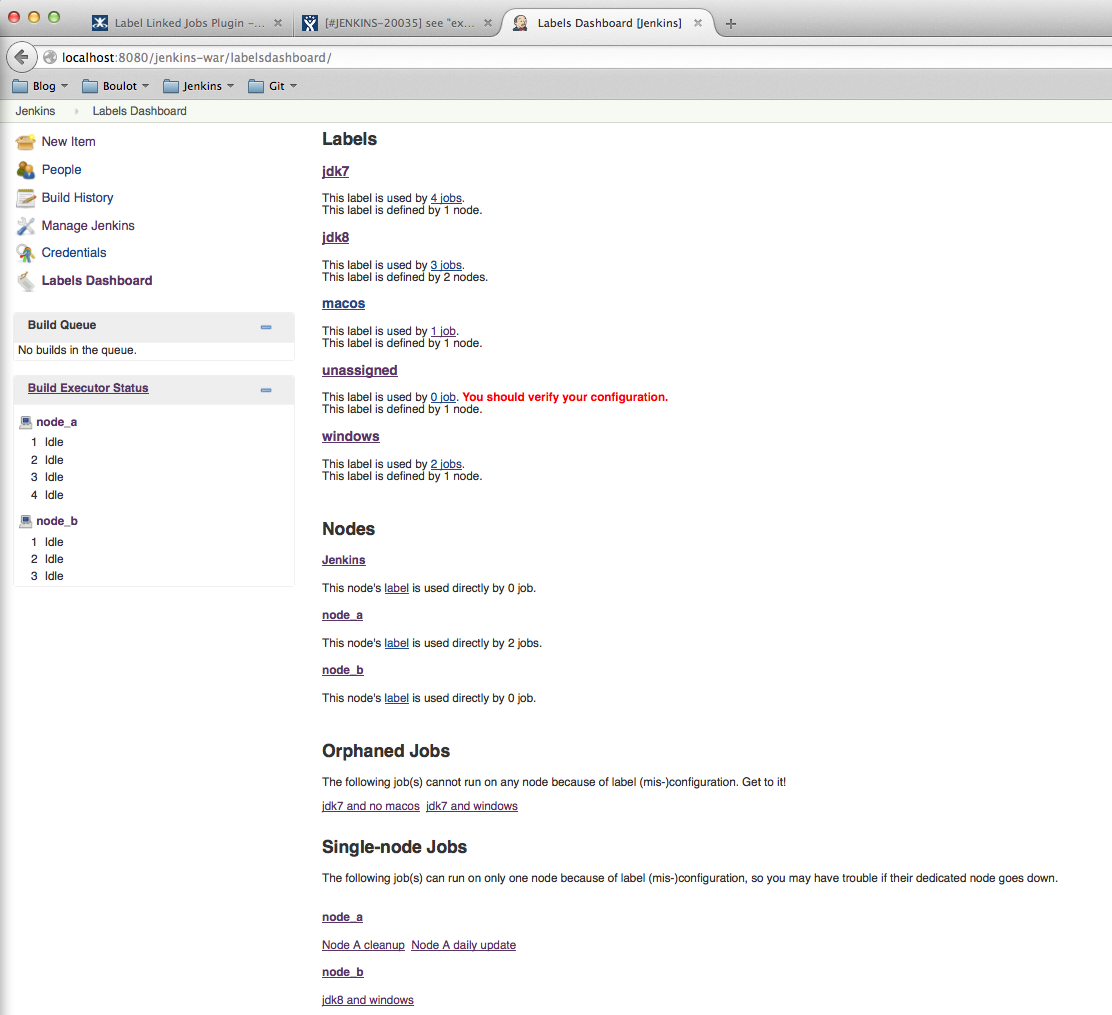 Label Linked Jobs Plugin –...
[#JENKINS-20035] see "ex...
Labels Dashboard [Jenkins]
localhost:8080/jenkins-war/labelsdashboard/
Blog Boulot Jenkins Git
Jenkins Labels Dashboard
New Item
People
Build History
Manage Jenkins
Credentials
Labels Dashboard
Build Queue
No builds in the queue.
Build Executor Status
node_a
1 Idle
2 Idle
3 Idle
4 Idle
node_b
1 Idle
2 Idle
3 Idle
Labels
jdk7
This label is used by 4 jobs.
This label is defined by 1 node.
jdk8
This label is used by 3 jobs.
This label is defined by 2 nodes.
macos
This label is used by 1 job.
This label is defined by 1 node.
unassigned
This label is used by 0 job. You should verify your configuration.
This label is defined by 1 node.
windows
This label is used by 2 jobs.
This label is defined by 1 node.
Nodes
Jenkins
This node's label is used directly by 0 job.
node_a
This node's label is used directly by 2 jobs.
node_b
This node's label is used directly by 0 job.
Orphaned Jobs
The following job(s) cannot run on any node because of label (mis-)configuration. Get to it!
jdk7 and no macos jdk7 and windows
Single-node Jobs
The following job(s) can run on only one node because of label (mis-)configuration, so you may have trouble if their dedicated node goes down.
node_a
Node A cleanup Node A daily update
node_b
jdk8 and windows